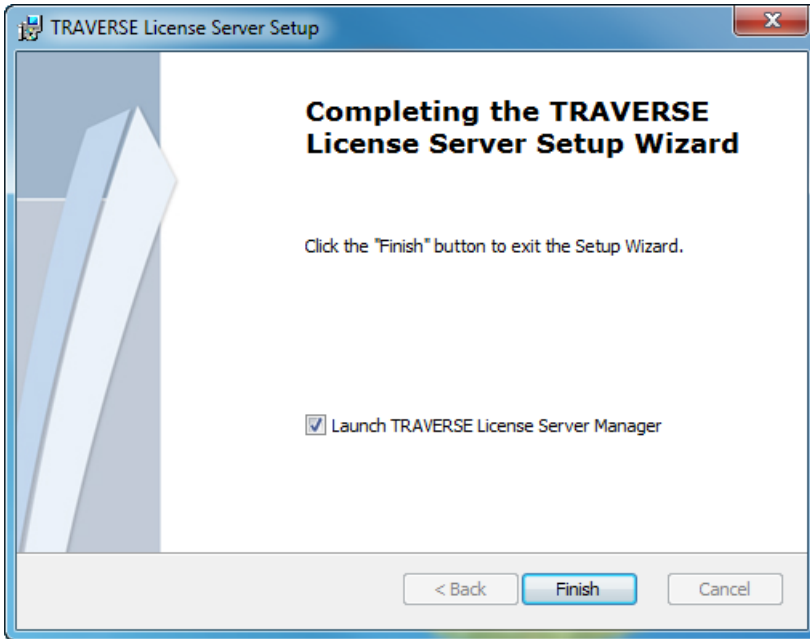 TRAVERSE License Server Setup
Completing the TRAVERSE
License Server Setup Wizard
Click the "Finish" button to exit the Setup Wizard.
Launch TRAVERSE License Server Manager
< Back Finish Cancel